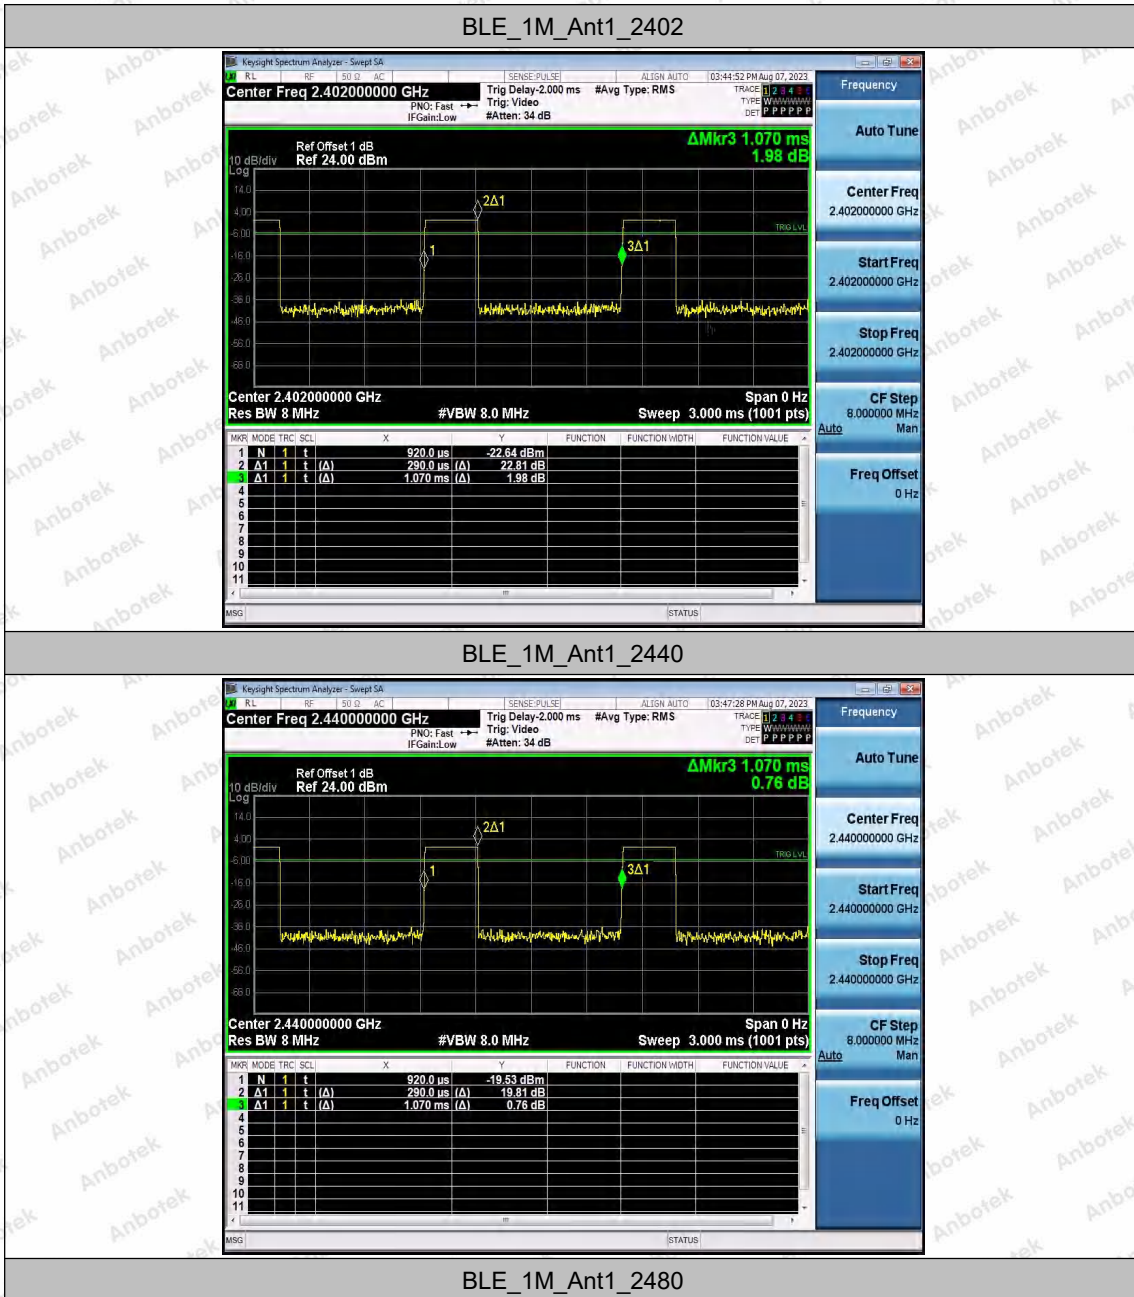 BLE_1M_Ant1_2402
Keysight Spectrum Analyzer - Swept SA
RL RF 50 Ω AC SENSE:PULSE ALIGN AUTO 03:44:52 PM Aug 07, 2023
Center Freq 2.402000000 GHz
PNO: Fast
IFGain:Low
Trig Delay-2.000 ms
Trig: Video
#Atten: 34 dB
#Avg Type: RMS
TRACE 1 2 3 4 5 6
TYPE WWWWWW
DET P P P P P P
Frequency
Auto Tune
ΔMkr3 1.070 ms
1.98 dB
Ref Offset 1 dB
10 dB/div Ref 24.00 dBm
Log
14.0
4.00
-6.00
-16.0
-26.0
-36.0
-46.0
-56.0
-66.0
2Δ1
TRIG LVL
1
3Δ1
Center 2.402000000 GHz Span 0 Hz
Res BW 8 MHz #VBW 8.0 MHz Sweep 3.000 ms (1001 pts)
Center Freq
2.402000000 GHz
Start Freq
2.402000000 GHz
Stop Freq
2.402000000 GHz
CF Step
8.000000 MHz
Auto Man
Freq Offset
0 Hz
MKR MODE TRC SCL X Y FUNCTION FUNCTION WIDTH FUNCTION VALUE
1 N 1 t 920.0 µs -22.64 dBm
2 Δ1 1 t (Δ) 290.0 µs (Δ) 22.81 dB
3 Δ1 1 t (Δ) 1.070 ms (Δ) 1.98 dB
4
5
6
7
8
9
10
11
MSG STATUS
BLE_1M_Ant1_2440
Keysight Spectrum Analyzer - Swept SA
RL RF 50 Ω AC SENSE:PULSE ALIGN AUTO 03:47:28 PM Aug 07, 2023
Center Freq 2.440000000 GHz
PNO: Fast
IFGain:Low
Trig Delay-2.000 ms
Trig: Video
#Atten: 34 dB
#Avg Type: RMS
TRACE 1 2 3 4 5 6
TYPE WWWWWW
DET P P P P P P
Frequency
Auto Tune
ΔMkr3 1.070 ms
0.76 dB
Ref Offset 1 dB
10 dB/div Ref 24.00 dBm
Log
14.0
4.00
-6.00
-16.0
-26.0
-36.0
-46.0
-56.0
-66.0
2Δ1
TRIG LVL
1
3Δ1
Center 2.440000000 GHz Span 0 Hz
Res BW 8 MHz #VBW 8.0 MHz Sweep 3.000 ms (1001 pts)
Center Freq
2.440000000 GHz
Start Freq
2.440000000 GHz
Stop Freq
2.440000000 GHz
CF Step
8.000000 MHz
Auto Man
Freq Offset
0 Hz
MKR MODE TRC SCL X Y FUNCTION FUNCTION WIDTH FUNCTION VALUE
1 N 1 t 920.0 µs -19.53 dBm
2 Δ1 1 t (Δ) 290.0 µs (Δ) 19.81 dB
3 Δ1 1 t (Δ) 1.070 ms (Δ) 0.76 dB
4
5
6
7
8
9
10
11
MSG STATUS
BLE_1M_Ant1_2480